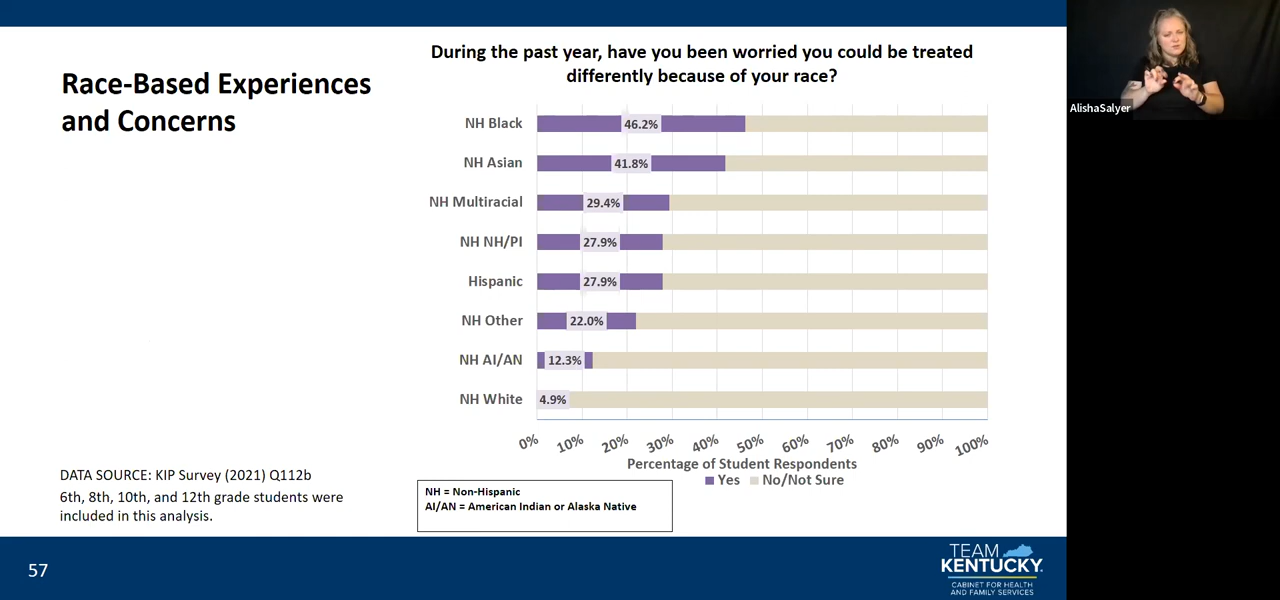 Race-Based Experiences
and Concerns
During the past year, have you been worried you could be treated
differently because of your race?
NH Black 46.2%
NH Asian 41.8%
NH Multiracial 29.4%
NH NH/PI 27.9%
Hispanic 27.9%
NH Other 22.0%
NH AI/AN 12.3%
NH White 4.9%
0% 10% 20% 30% 40% 50% 60% 70% 80% 90% 100%
Percentage of Student Respondents
Yes No/Not Sure
DATA SOURCE: KIP Survey (2021) Q112b
6th, 8th, 10th, and 12th grade students were
included in this analysis.
NH = Non-Hispanic
AI/AN = American Indian or Alaska Native
57
TEAM
KENTUCKY.
CABINET FOR HEALTH
AND FAMILY SERVICES
AlishaSalyer